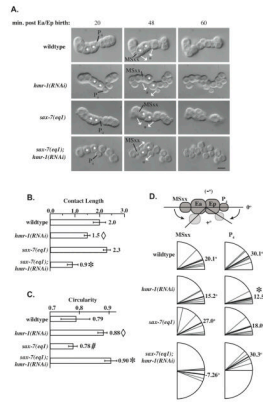 A.
min. post Ea/Ep birth: 20 48 60
wildtype
hmr-1(RNAi)
sax-7(eq1)
sax-7(eq1);
hmr-1(RNAi)
MSxx
MSxx
MSxx
MSxx
B.
Contact Length
0.0 1.0 2.0 3.0
wildtype 2.0
hmr-1(RNAi) 1.5◊
sax-7(eq1) 2.3
sax-7(eq1);
hmr-1(RNAi) 0.9*
C.
Circularity
0.7 0.8 0.9
wildtype 0.79
hmr-1(RNAi) 0.88◊
sax-7(eq1) 0.78#
sax-7(eq1);
hmr-1(RNAi) 0.90*
D.
MSxx Ea Ep P
0°
MSxx
wildtype 20.1° 30.1°
hmr-1(RNAi) 15.2° * 12.5
sax-7(eq1) 27.0° 18.0
sax-7(eq1);
hmr-1(RNAi) -7.26° 30.3°